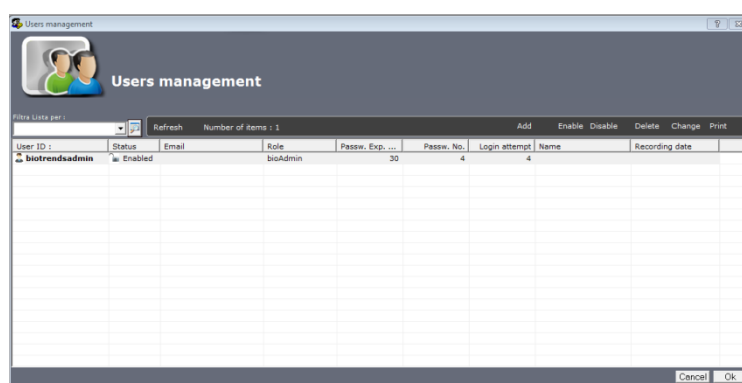 Users management
Users management
Filtra Lista per :
Refresh Number of items : 1 Add Enable Disable Delete Change Print
User ID : Status Email Role Passw. Exp. ... Passw. No. Login attempt Name Recording date
biotrendsadmin Enabled bioAdmin 30 4 4
Cancel Ok